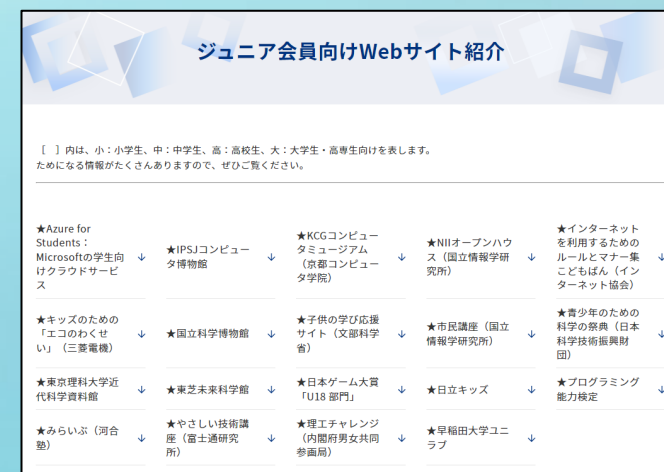 ジュニア会員向けWebサイト紹介
［　］内は、小：小学生、中：中学生、高：高校生、大：大学生・高専生向けを表します。
ためになる情報がたくさんありますので、ぜひご覧ください。
★Azure for
Students：
Microsoftの学生向
けクラウドサービ
ス
★IPSJコンピュー
タ博物館
★KCGコンピュー
タミュージアム
（京都コンピュー
タ学院）
★NIIオープンハウ
ス（国立情報学研
究所）
★インターネット
を利用するための
ルールとマナー集
こどもばん（イン
ターネット協会）
★キッズのための
「エコのわくせ
い」（三菱電機）
★国立科学博物館
★子供の学び応援
サイト（文部科学
省）
★市民講座（国立
情報学研究所）
★青少年のための
科学の祭典（日本
科学技術振興財
団）
★東京理科大学近
代科学資料館
★東芝未来科学館
★日本ゲーム大賞
「U18 部門」
★日立キッズ
★プログラミング
能力検定
★みらいぶ（河合
塾）
★やさしい技術講
座（富士通研究
所）
★理工チャレンジ
（内閣府男女共同
参画局）
★早稲田大学ユニ
ラブ